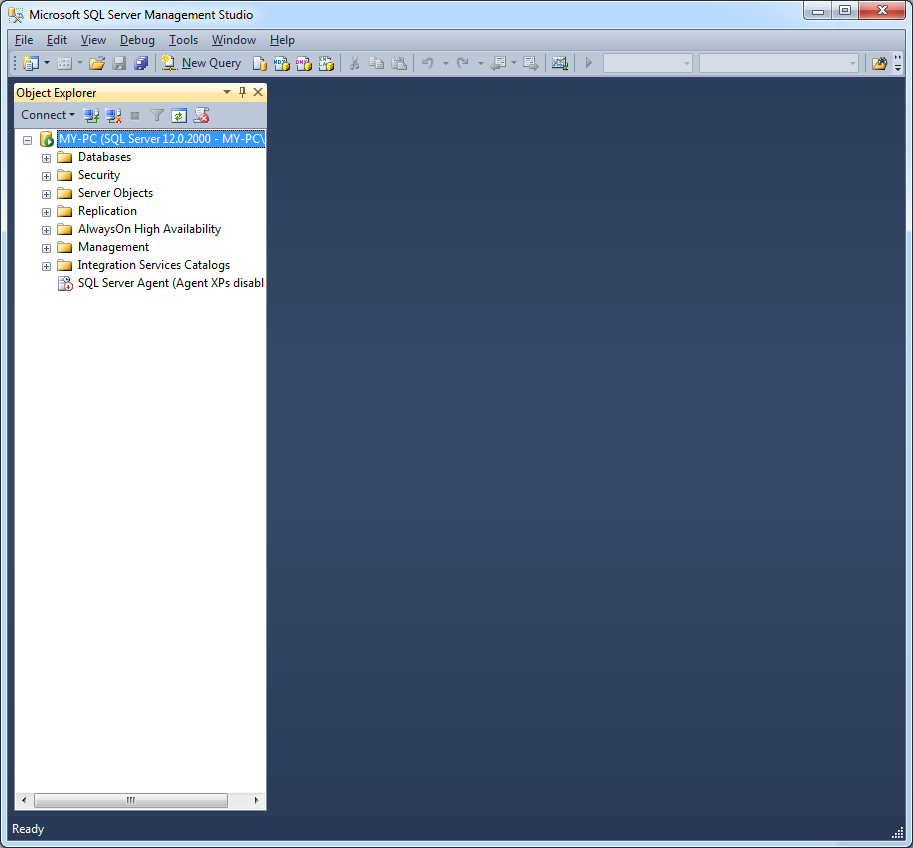 Microsoft SQL Server Management Studio
File Edit View Debug Tools Window Help
New Query
Object Explorer
Connect
MY-PC (SQL Server 12.0.2000 - MY-PC\
Databases
Security
Server Objects
Replication
AlwaysOn High Availability
Management
Integration Services Catalogs
SQL Server Agent (Agent XPs disabl
Ready